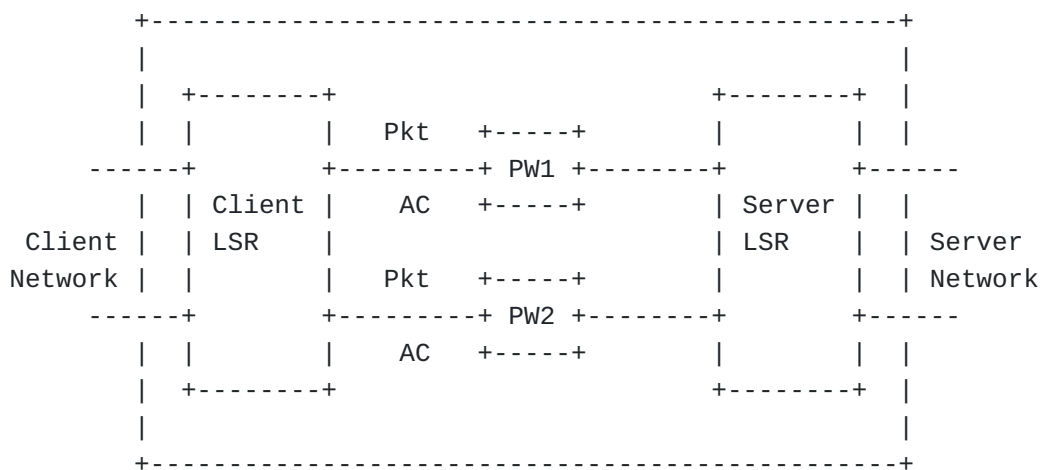 Pkt
PW1
Client AC Server
Client LSR LSR Server
Network Pkt Network
PW2
AC